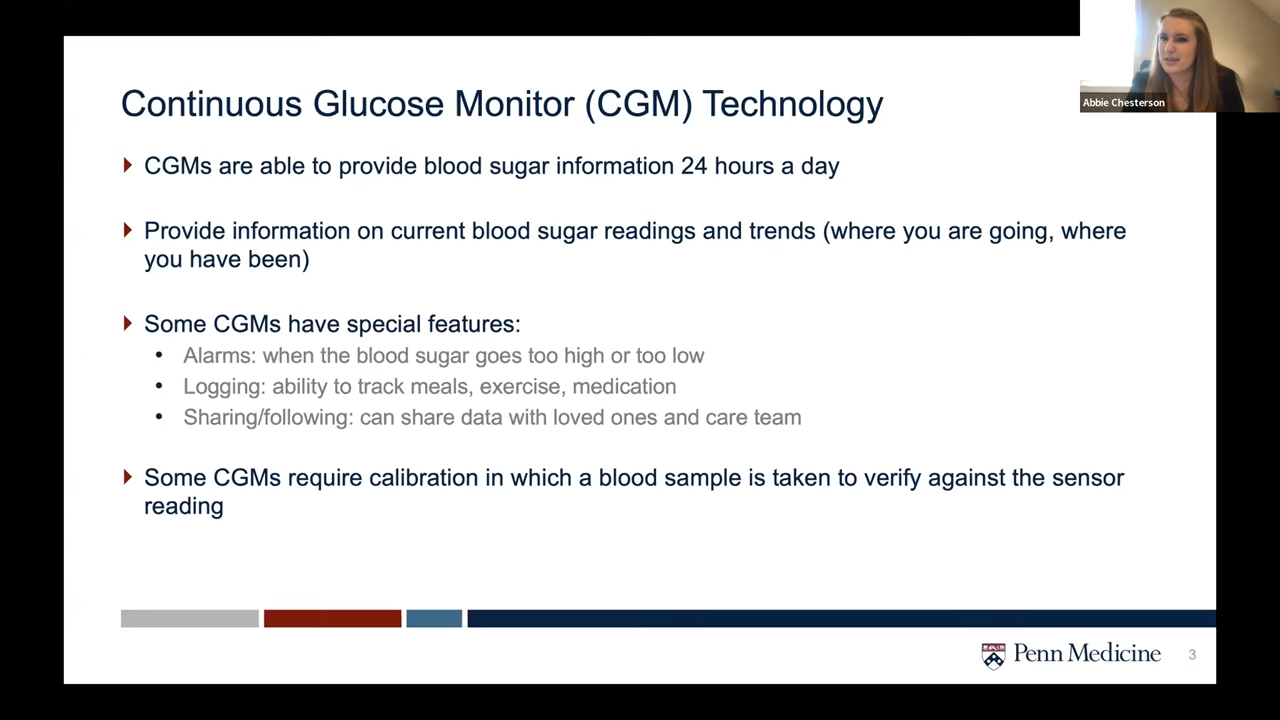 Continuous Glucose Monitor (CGM) Technology
CGMs are able to provide blood sugar information 24 hours a day
Provide information on current blood sugar readings and trends (where you are going, where
you have been)
Some CGMs have special features:
• Alarms: when the blood sugar goes too high or too low
• Logging: ability to track meals, exercise, medication
• Sharing/following: can share data with loved ones and care team
Some CGMs require calibration in which a blood sample is taken to verify against the sensor
reading
Penn Medicine
3
Abbie Chesterson